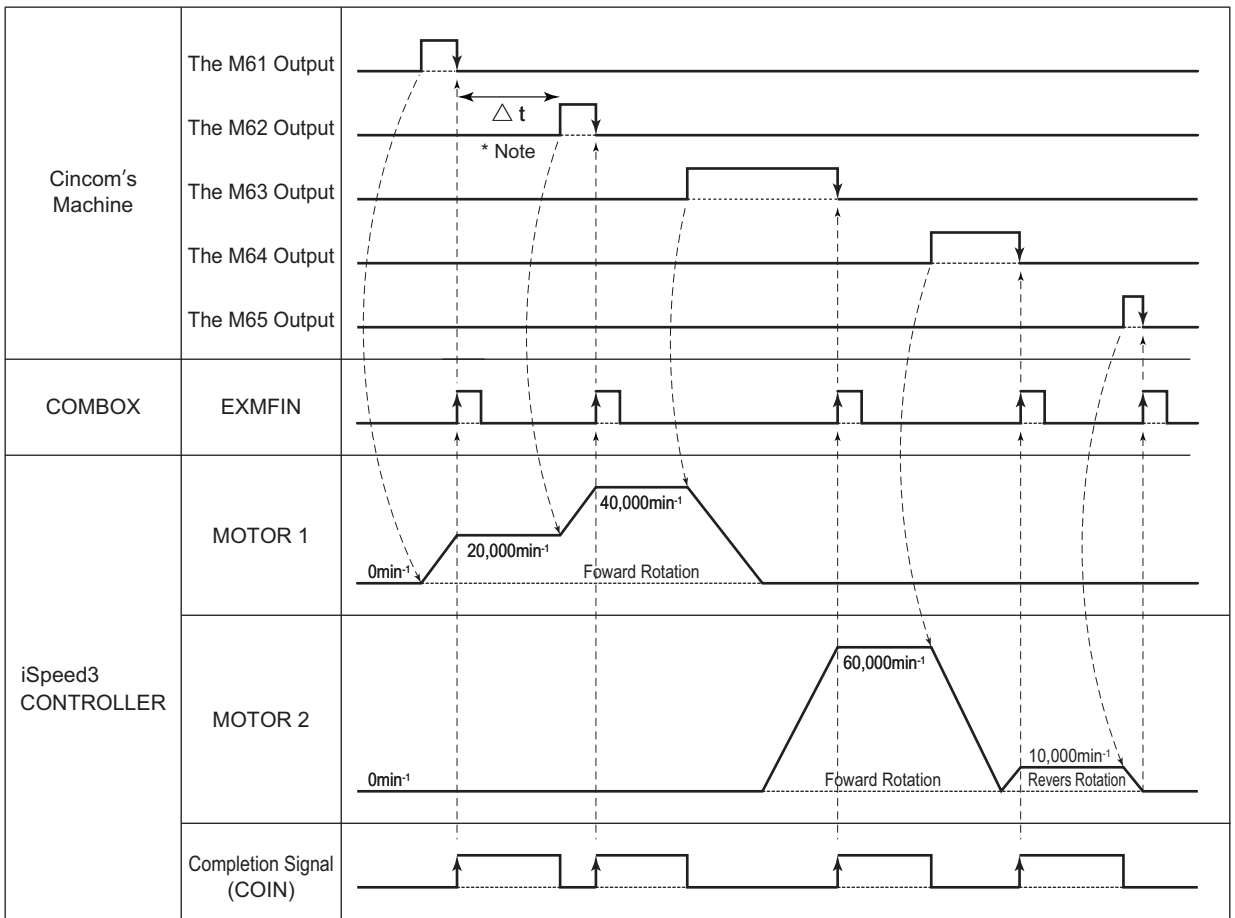 Cincom's
Machine
The M61 Output
The M62 Output
The M63 Output
The M64 Output
The M65 Output
△ t
* Note
COMBOX
EXMFIN
iSpeed3
CONTROLLER
MOTOR 1
0min-1
20,000min-1
40,000min-1
Foward Rotation
MOTOR 2
0min-1
60,000min-1
Foward Rotation
10,000min-1
Revers Rotation
Completion Signal
(COIN)